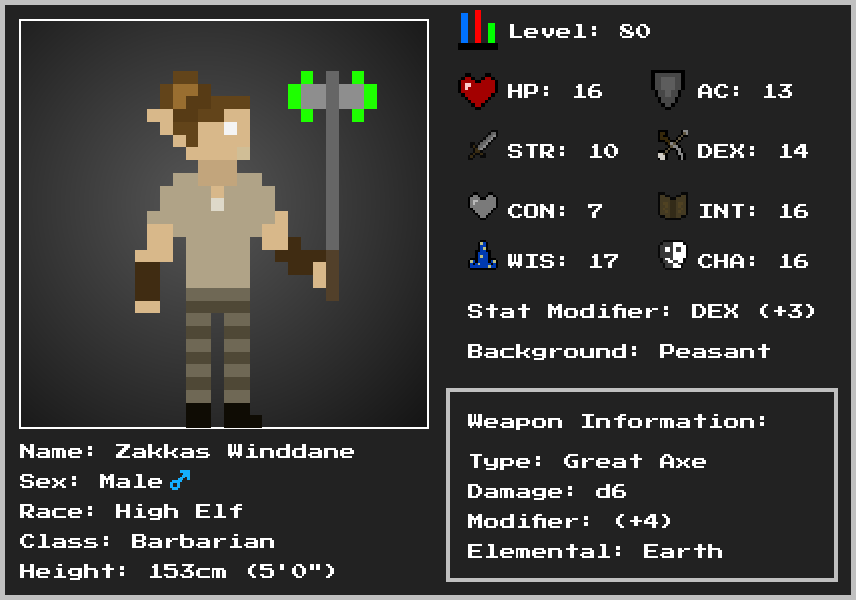 Level: 80
HP: 16
AC: 13
STR: 10
DEX: 14
CON: 7
INT: 16
WIS: 17
CHA: 16
Stat Modifier: DEX (+3)
Background: Peasant
Weapon Information:
Type: Great Axe
Damage: d6
Modifier: (+4)
Elemental: Earth
Name: Zakkas Winddane
Sex: Male♂
Race: High Elf
Class: Barbarian
Height: 153cm (5'0")